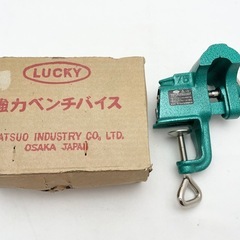 LUCKY
強力ベンチバイス
ATSUO INDUSTRY CO., LTD.
OSAKA JAPAN